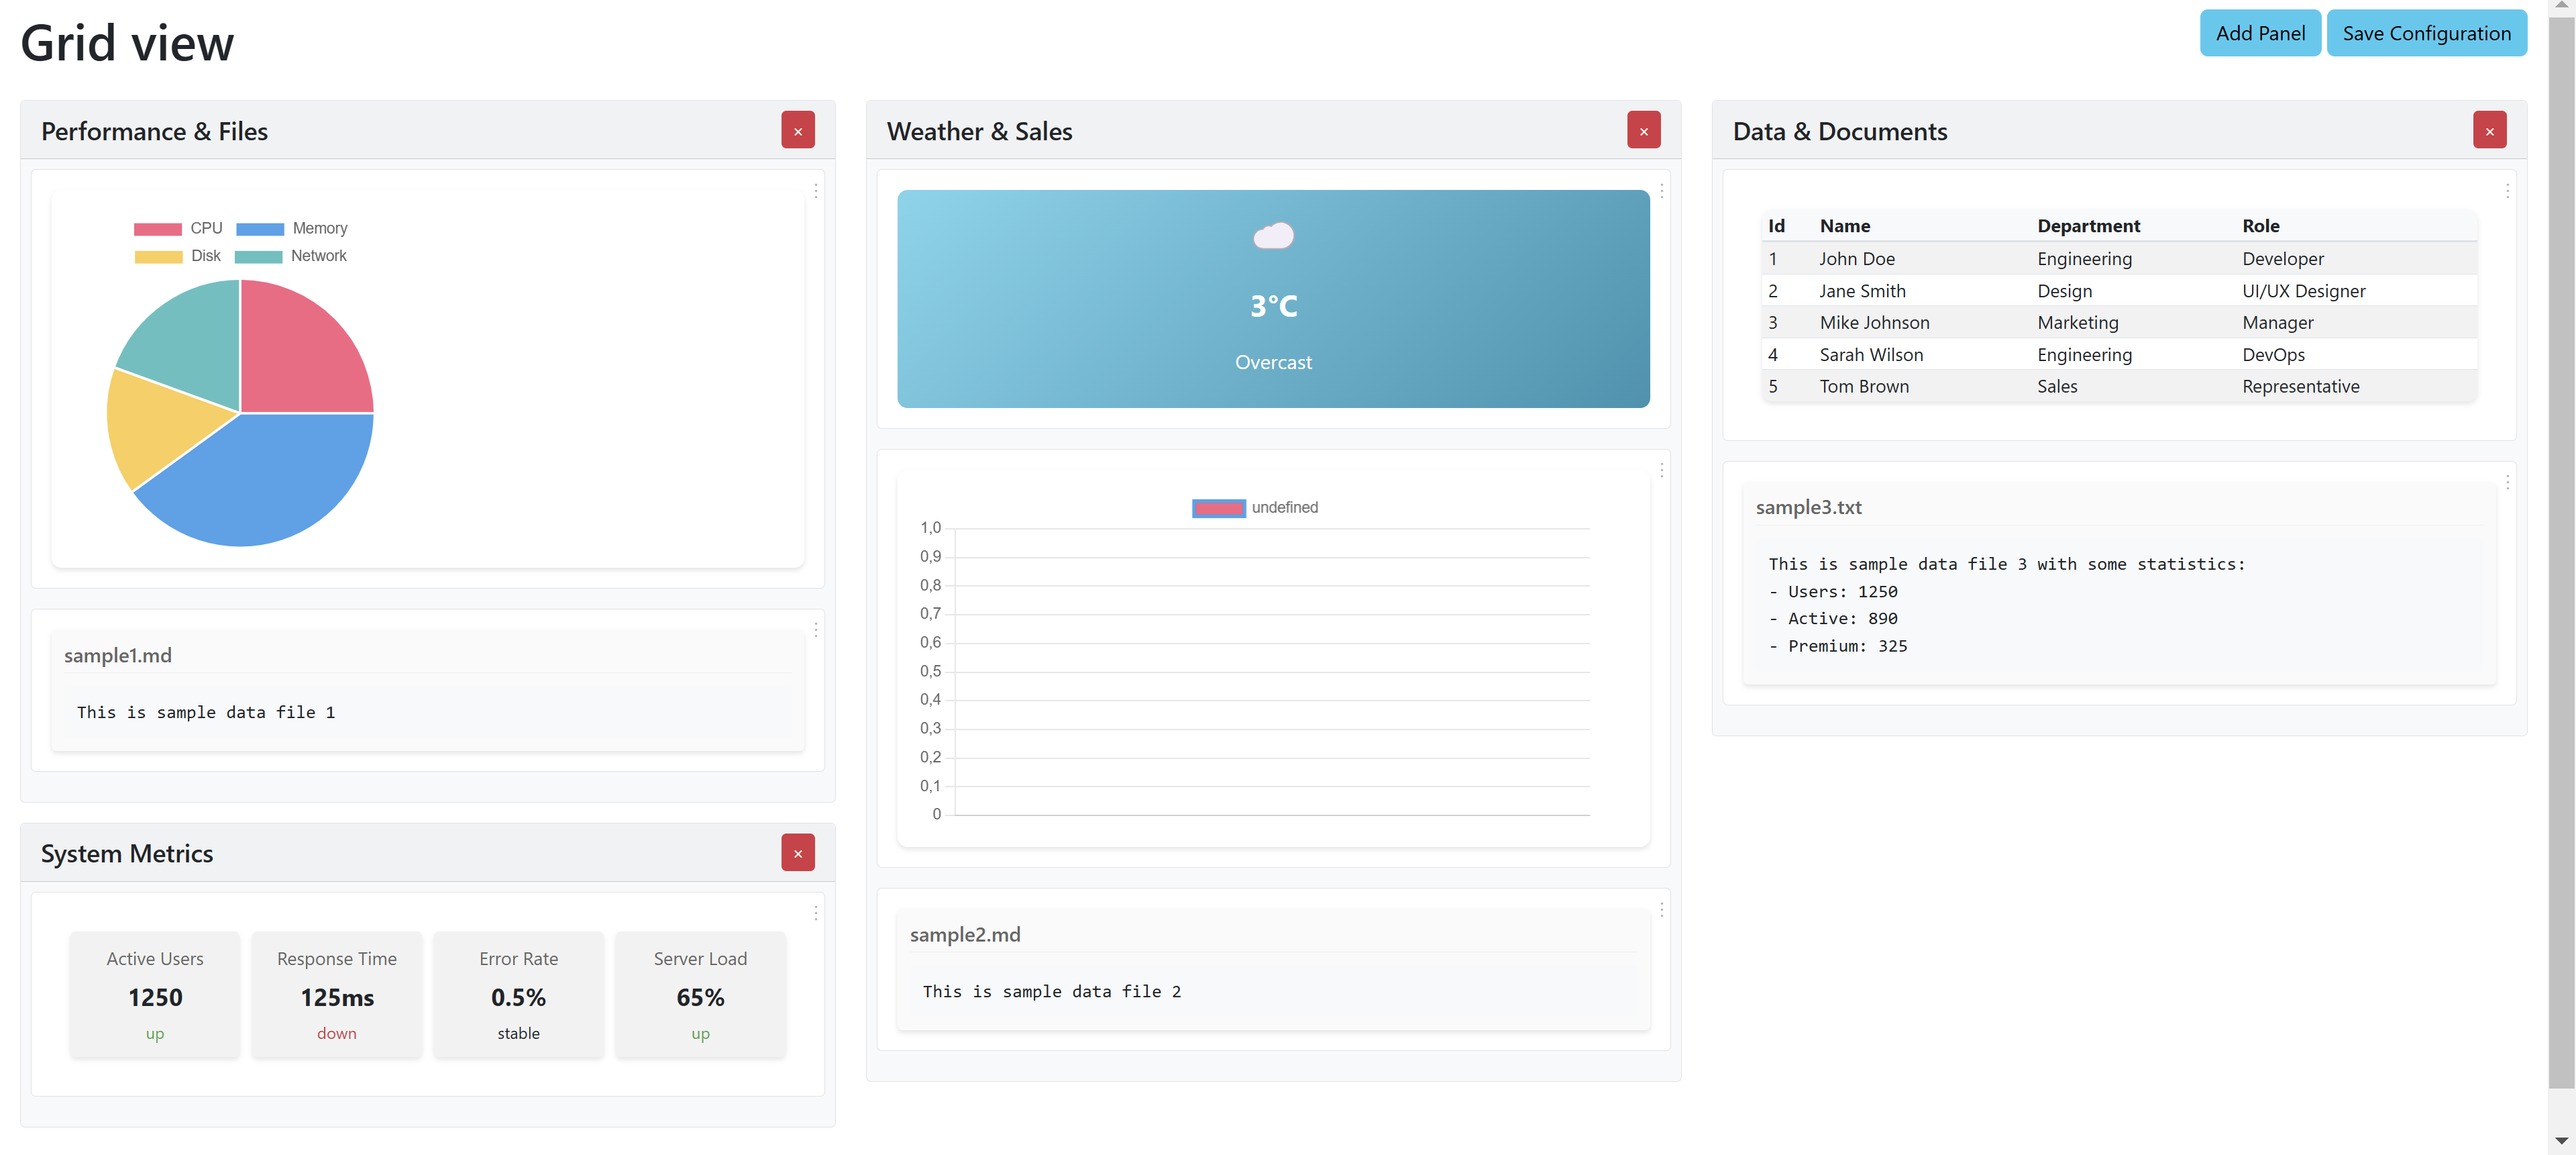 Grid view
Add Panel
Save Configuration
Performance & Files
×
CPU
Memory
Disk
Network
sample1.md
This is sample data file 1
System Metrics
×
Active Users
1250
up
Response Time
125ms
down
Error Rate
0.5%
stable
Server Load
65%
up
Weather & Sales
×
3°C
Overcast
undefined
1,0
0,9
0,8
0,7
0,6
0,5
0,4
0,3
0,2
0,1
0
sample2.md
This is sample data file 2
Data & Documents
×
Id Name Department Role
1 John Doe Engineering Developer
2 Jane Smith Design UI/UX Designer
3 Mike Johnson Marketing Manager
4 Sarah Wilson Engineering DevOps
5 Tom Brown Sales Representative
sample3.txt
This is sample data file 3 with some statistics:
- Users: 1250
- Active: 890
- Premium: 325